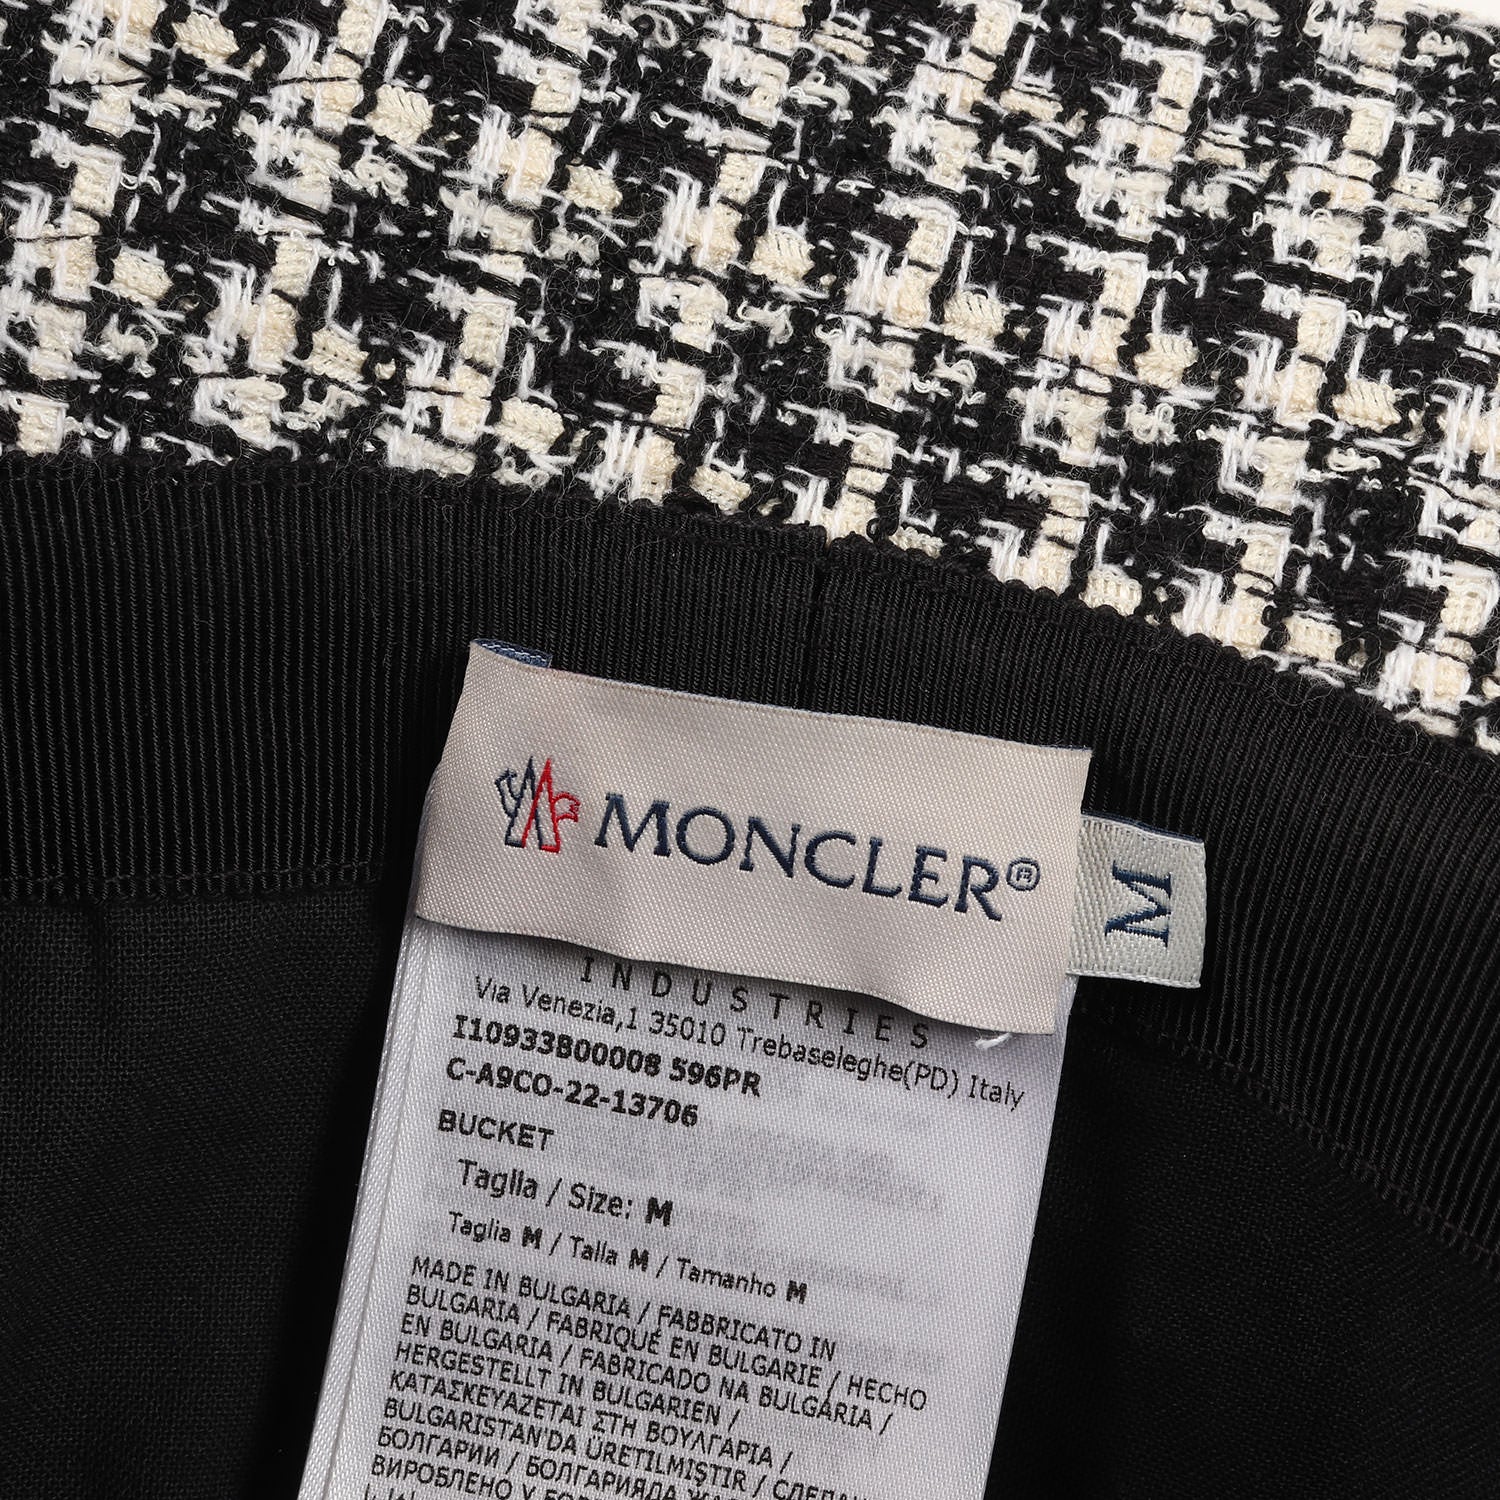 MONCLER®
M
INDUSTRIES
Via Venezia,1 35010 Trebaseleghe(PD) Italy
I10933B00008 596PR
C-A9CO-22-13706
BUCKET
Taglia / Size: M
Taglia M / Talla M / Tamanho M
MADE IN BULGARIA / FABBRICATO IN
BULGARIA / FABRIQUÉ EN BULGARIE / HECHO
EN BULGARIA / FABRICADO NA BULGÁRIA /
HERGESTELLT IN BULGARIEN /
ΚΑΤΑΣΚΕΥΑΖΕΤΑΙ ΣΤΗ ΒΟΥΛΓΑΡΙΑ /
BULGARISTAN'DA ÜRETILMIŞTIR / СДЕЛАН
БОЛГАРИИ / БОЛГАРИЯДА
ВИРОБЛЕНО У